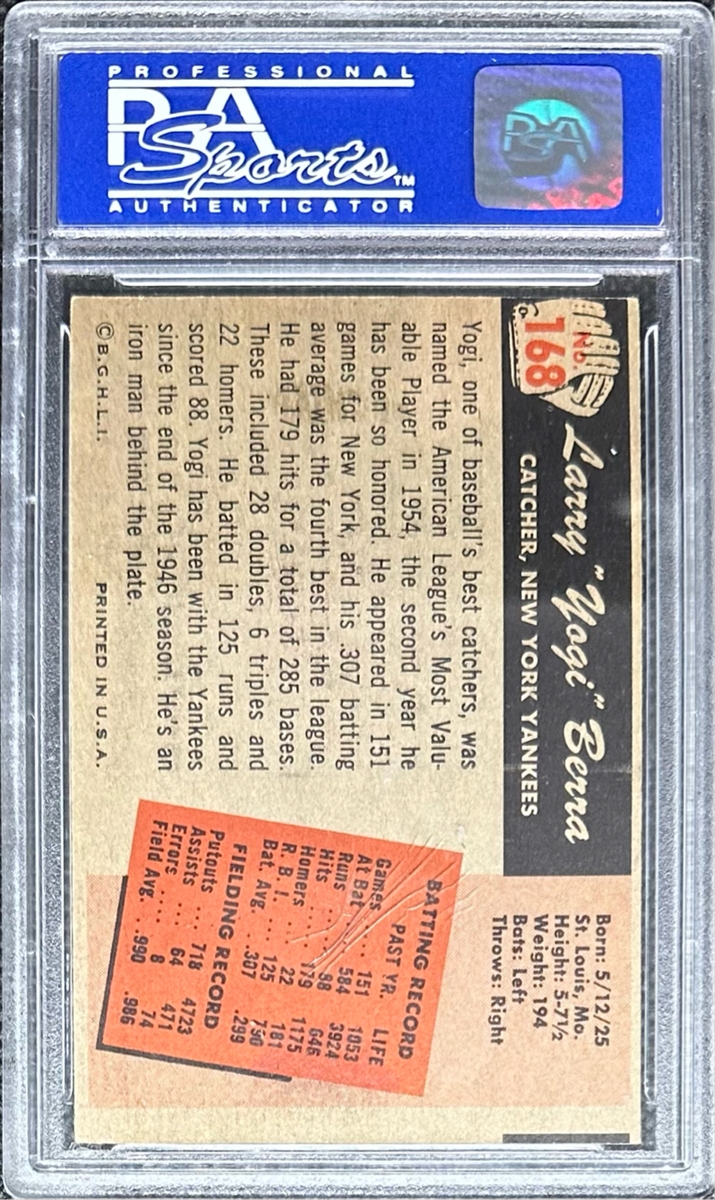 PROFESSIONAL
PSA
Sports™
AUTHENTICATOR
PSA
No.
168
Larry "Yogi" Berra
CATCHER, NEW YORK YANKEES
Born: 5/12/25
St. Louis, Mo.
Height: 5-7½
Weight: 194
Bats: Left
Throws: Right
Yogi, one of baseball's best catchers, was
named the American League's Most Valu-
able Player in 1954, the second year he
has been so honored. He appeared in 151
games for New York, and his .307 batting
average was the fourth best in the league.
He had 179 hits for a total of 285 bases.
These included 28 doubles, 6 triples and
22 homers. He batted in 125 runs and
scored 88. Yogi has been with the Yankees
since the end of the 1946 season. He's an
iron man behind the plate.
BATTING RECORD
PAST YR. LIFE
Games .... 151 1053
At Bat .... 584 3924
Runs .... 88 646
Hits .... 179 1175
Homers .... 22 181
R. B. I. .... 125 750
Bat. Avg. ... .307 .299
FIELDING RECORD
Putouts ... 718 4723
Assists .... 64 471
Errors .... 8 74
Field Avg. ... .990 .986
©B.G.H.L.I.
PRINTED IN U.S.A.